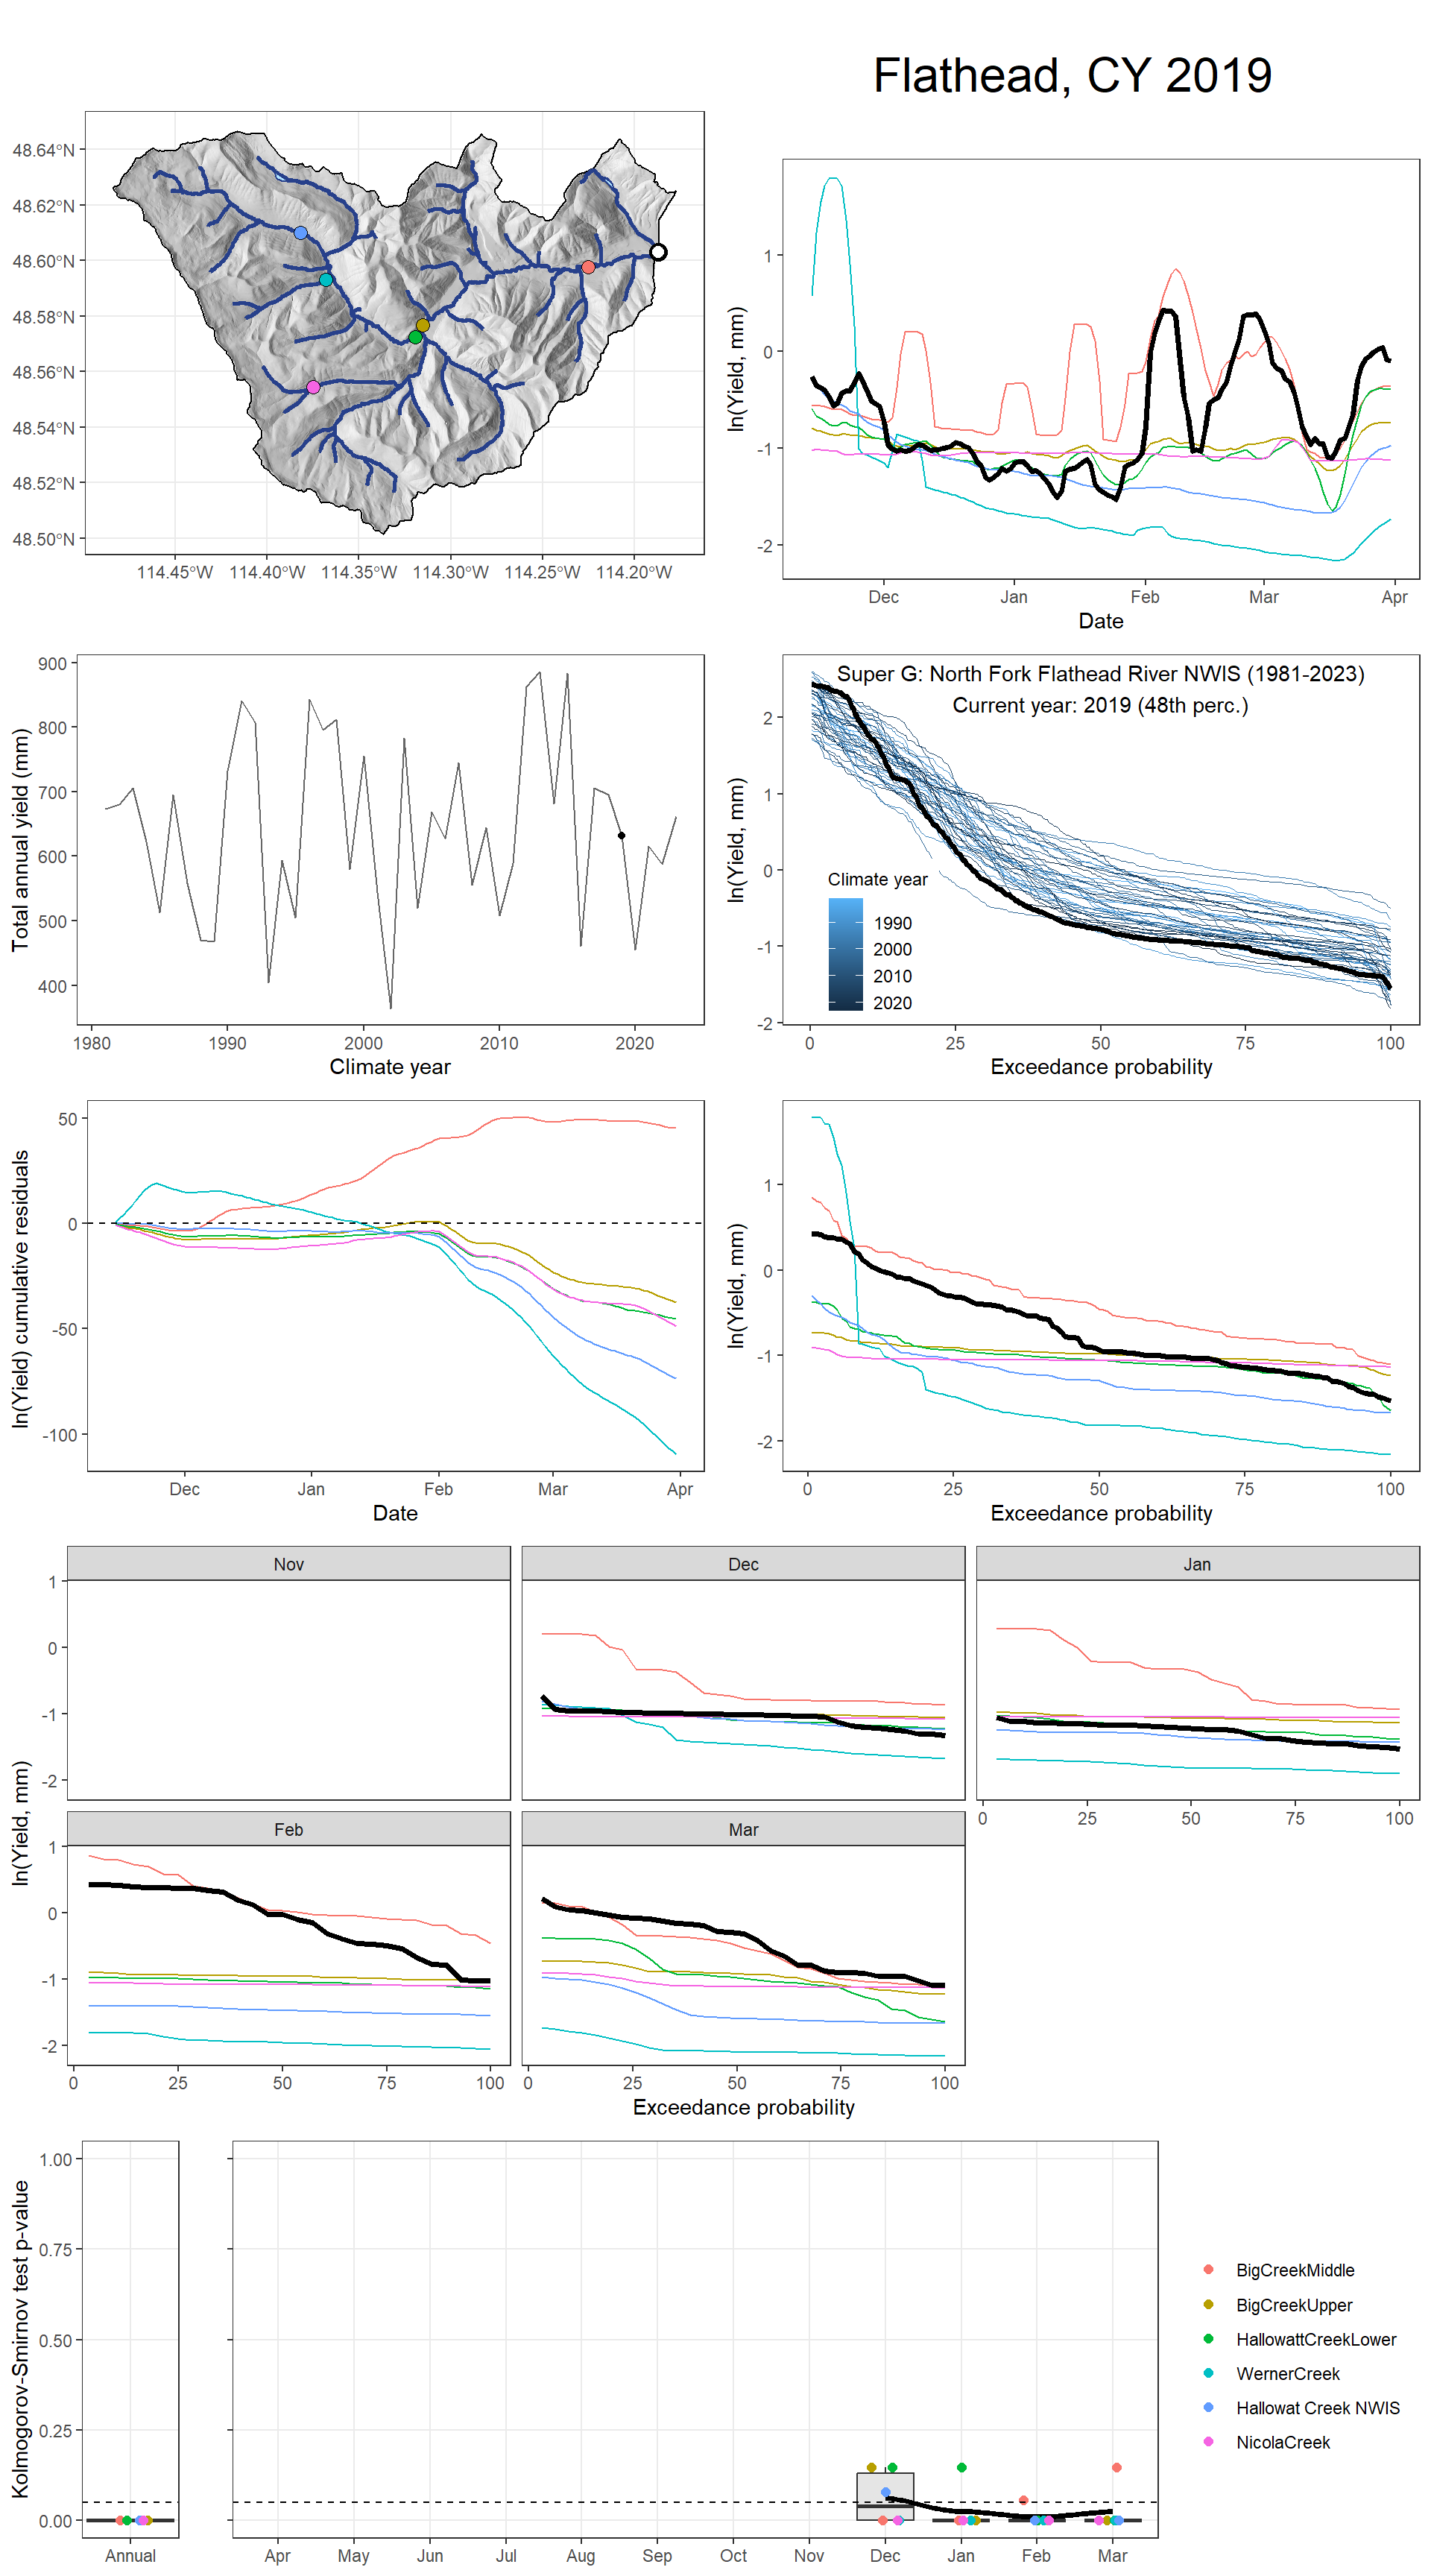 Flathead, CY 2019
48.64°N
48.62°N
48.60°N
48.58°N
48.56°N
48.54°N
48.52°N
48.50°N
114.45°W 114.40°W 114.35°W 114.30°W 114.25°W 114.20°W
ln(Yield, mm)
1
0
-1
-2
Dec Jan Feb Mar Apr
Date
Total annual yield (mm)
900
800
700
600
500
400
1980 1990 2000 2010 2020
Climate year
Super G: North Fork Flathead River NWIS (1981-2023)
Current year: 2019 (48th perc.)
ln(Yield, mm)
2
1
0
-1
-2
Climate year
1990
2000
2010
2020
0 25 50 75 100
Exceedance probability
ln(Yield) cumulative residuals
50
0
-50
-100
Dec Jan Feb Mar Apr
Date
ln(Yield, mm)
1
0
-1
-2
0 25 50 75 100
Exceedance probability
Nov Dec Jan
ln(Yield, mm)
1
0
-1
-2
0 25 50 75 100
Feb Mar
1
0
-1
-2
0 25 50 75 100 0 25 50 75 100
Exceedance probability
Kolmogorov-Smirnov test p-value
1.00
0.75
0.50
0.25
0.00
Annual Apr May Jun Jul Aug Sep Oct Nov Dec Jan Feb Mar
BigCreekMiddle
BigCreekUpper
HallowattCreekLower
WernerCreek
Hallowat Creek NWIS
NicolaCreek